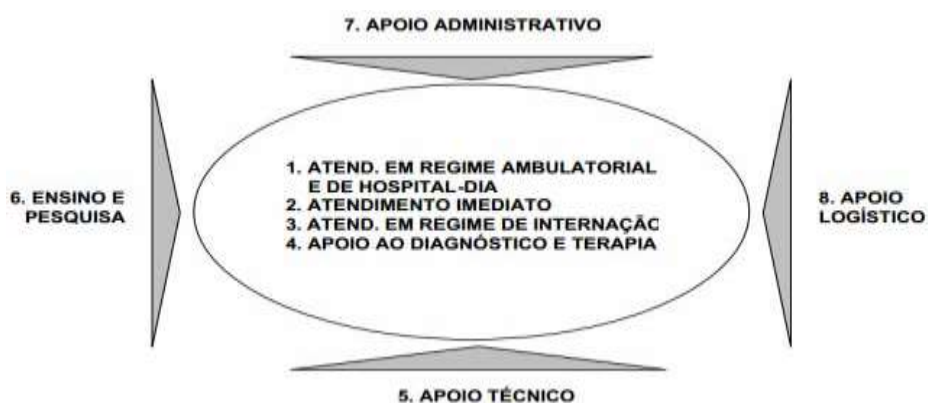 7. APOIO ADMINISTRATIVO
1. ATEND. EM REGIME AMBULATORIAL
E DE HOSPITAL-DIA
2. ATENDIMENTO IMEDIATO
3. ATEND. EM REGIME DE INTERNAÇÃO
4. APOIO AO DIAGNÓSTICO E TERAPIA
6. ENSINO E
PESQUISA
8. APOIO
LOGÍSTICO
5. APOIO TÉCNICO